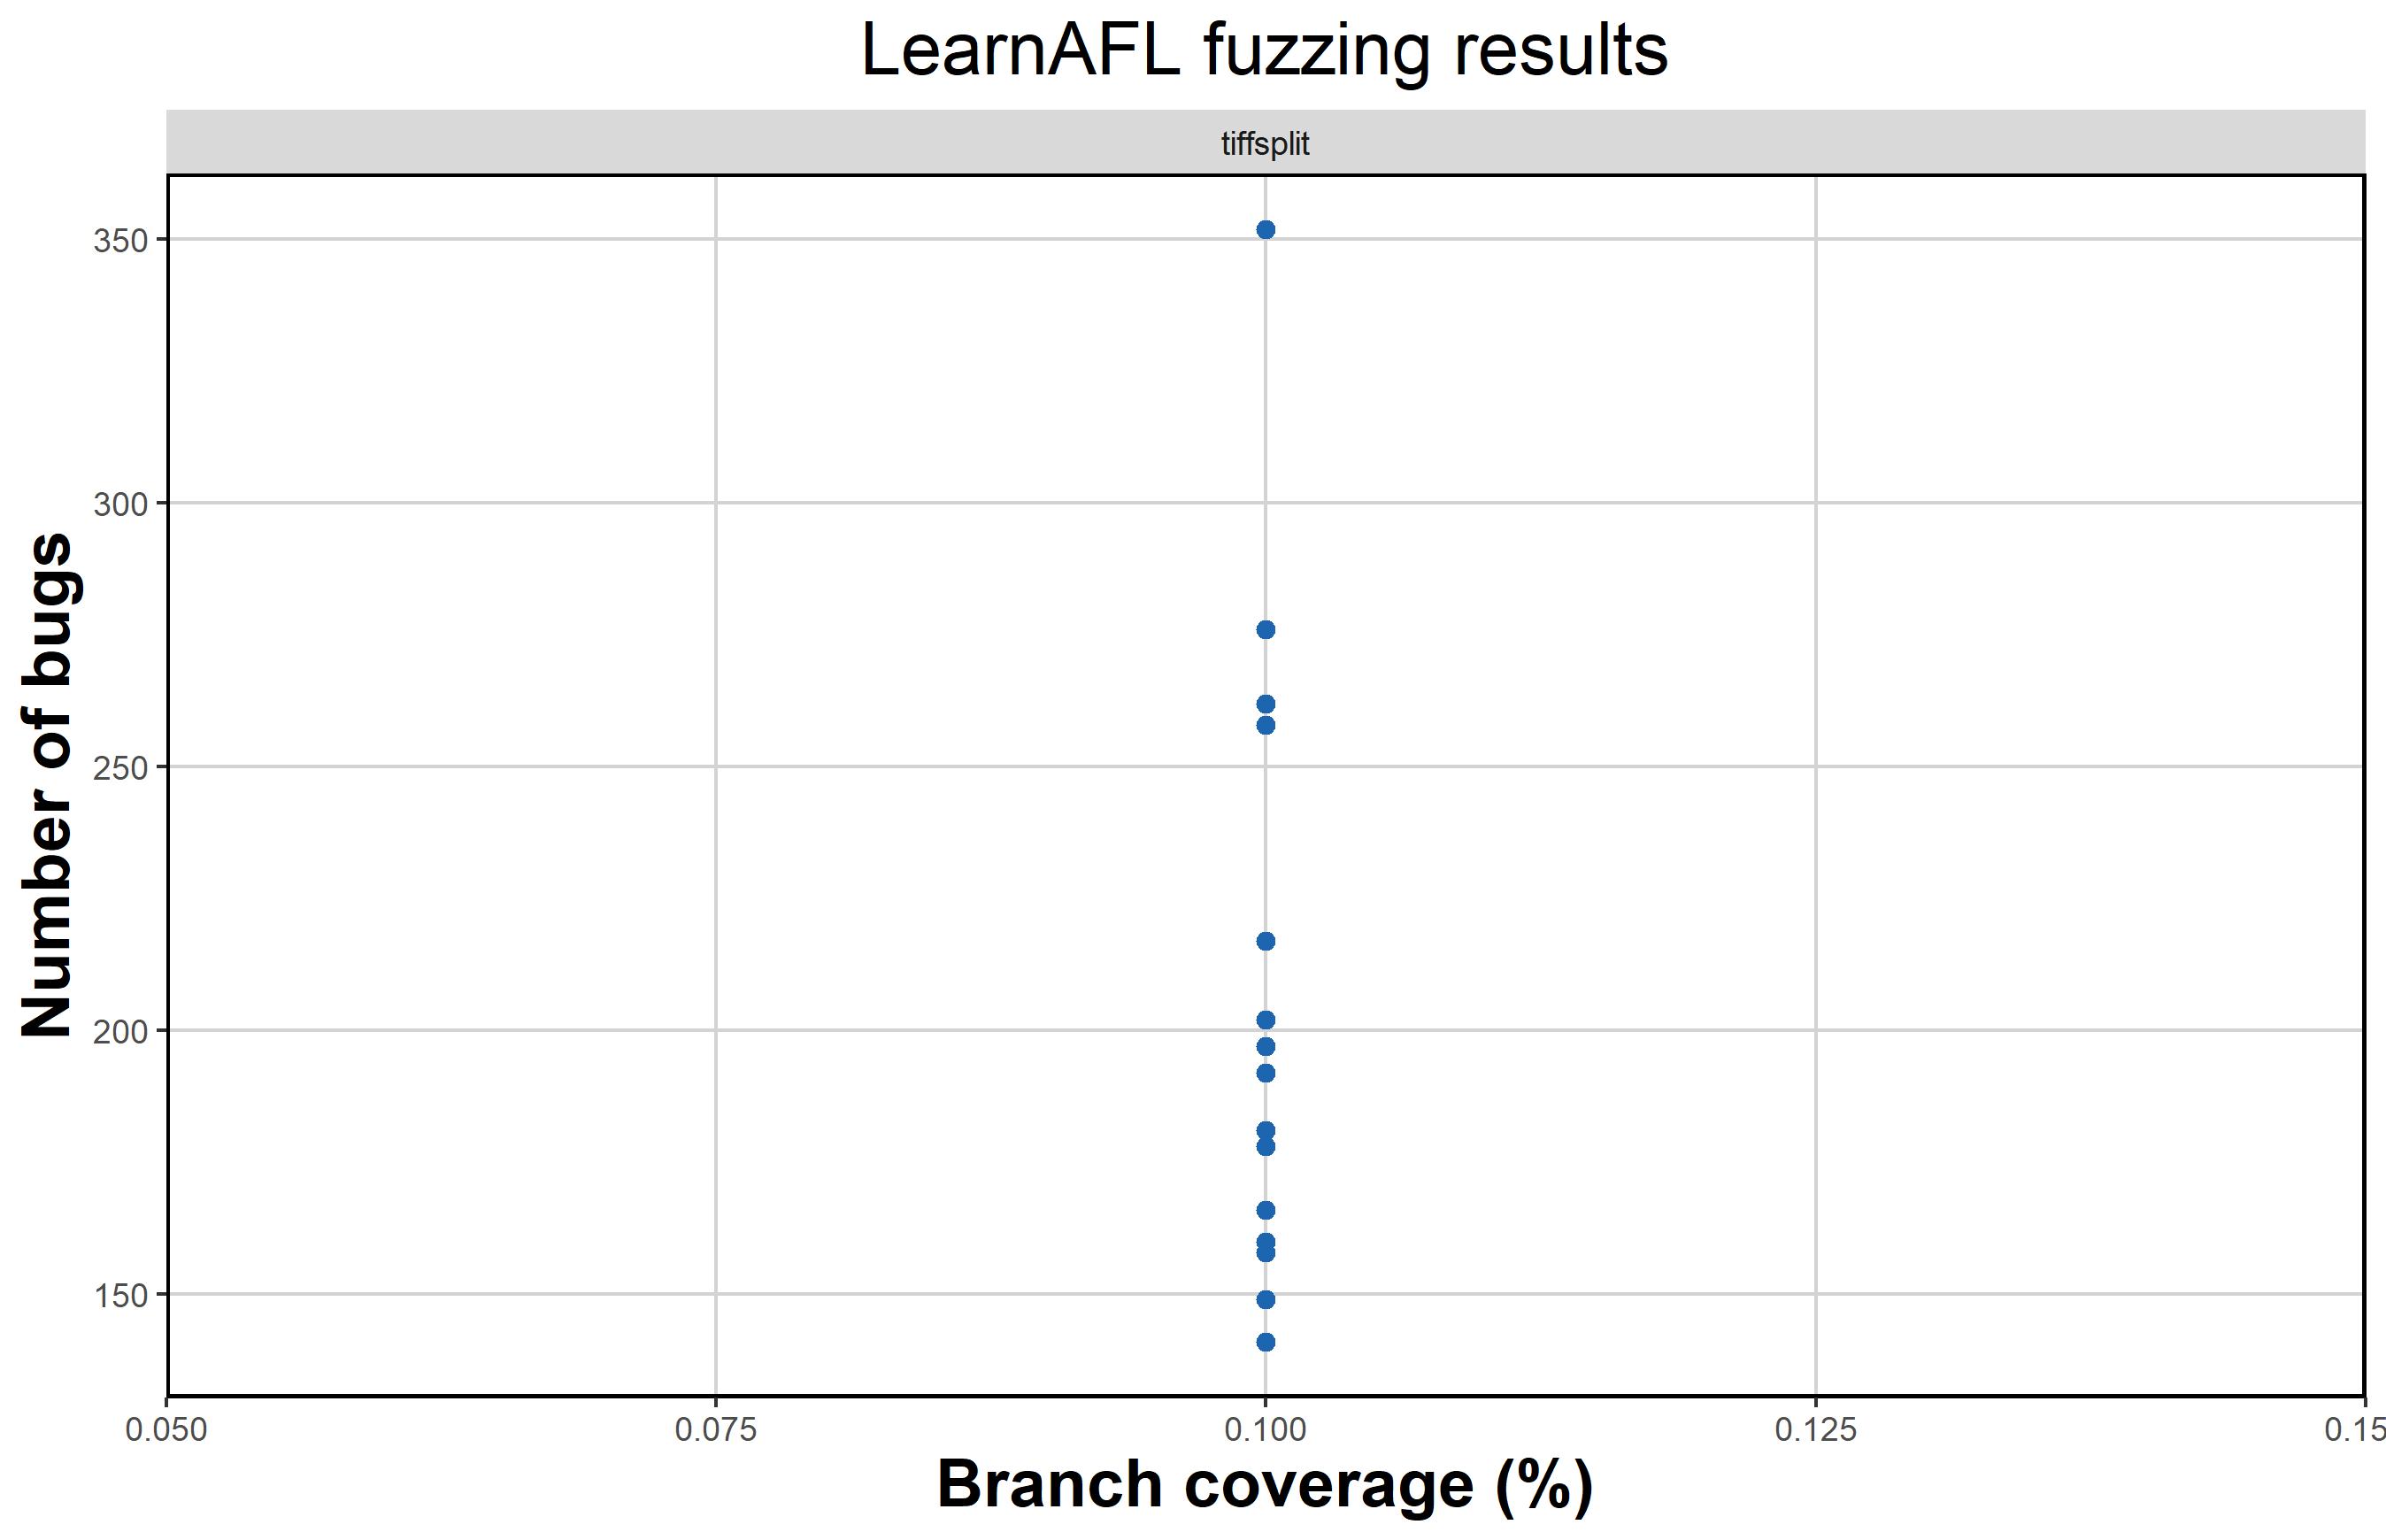 LearnAFL fuzzing results
tiffsplit
350
300
250
200
150
Number of bugs
0.050 0.075 0.100 0.125 0.15
Branch coverage (%)